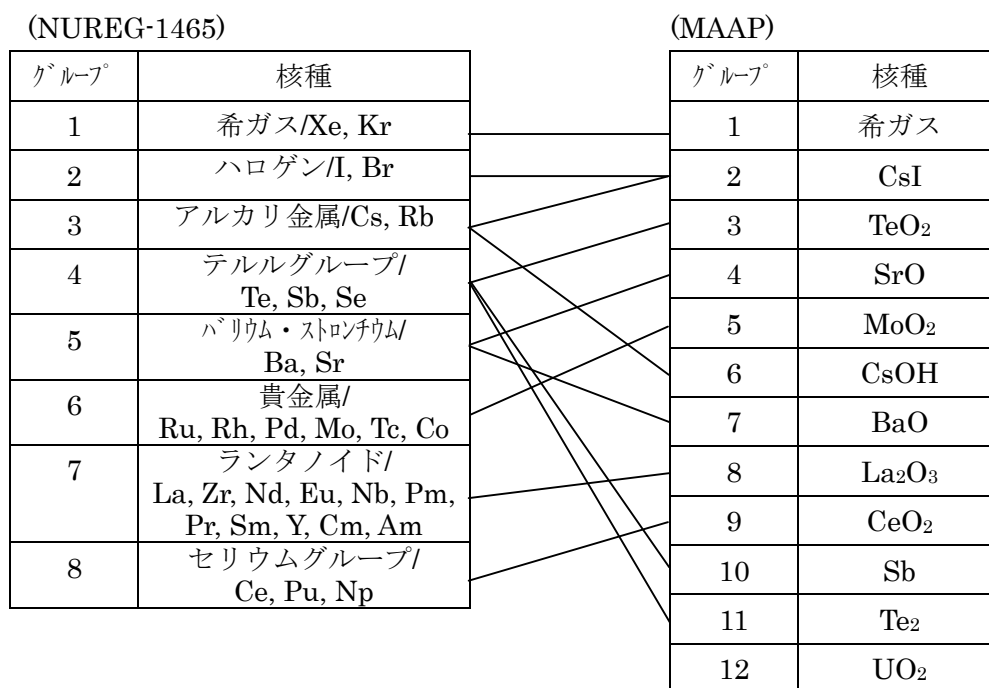 (NUREG-1465)
グループ 核種
1 希ガス/Xe, Kr
2 ハロゲン/I, Br
3 アルカリ金属/Cs, Rb
4 テルルグループ/
Te, Sb, Se
5 バリウム・ストロンチウム/
Ba, Sr
6 貴金属/
Ru, Rh, Pd, Mo, Tc, Co
7 ランタノイド/
La, Zr, Nd, Eu, Nb, Pm,
Pr, Sm, Y, Cm, Am
8 セリウムグループ/
Ce, Pu, Np
(MAAP)
グループ 核種
1 希ガス
2 CsI
3 TeO₂
4 SrO
5 MoO₂
6 CsOH
7 BaO
8 La₂O₃
9 CeO₂
10 Sb
11 Te₂
12 UO₂